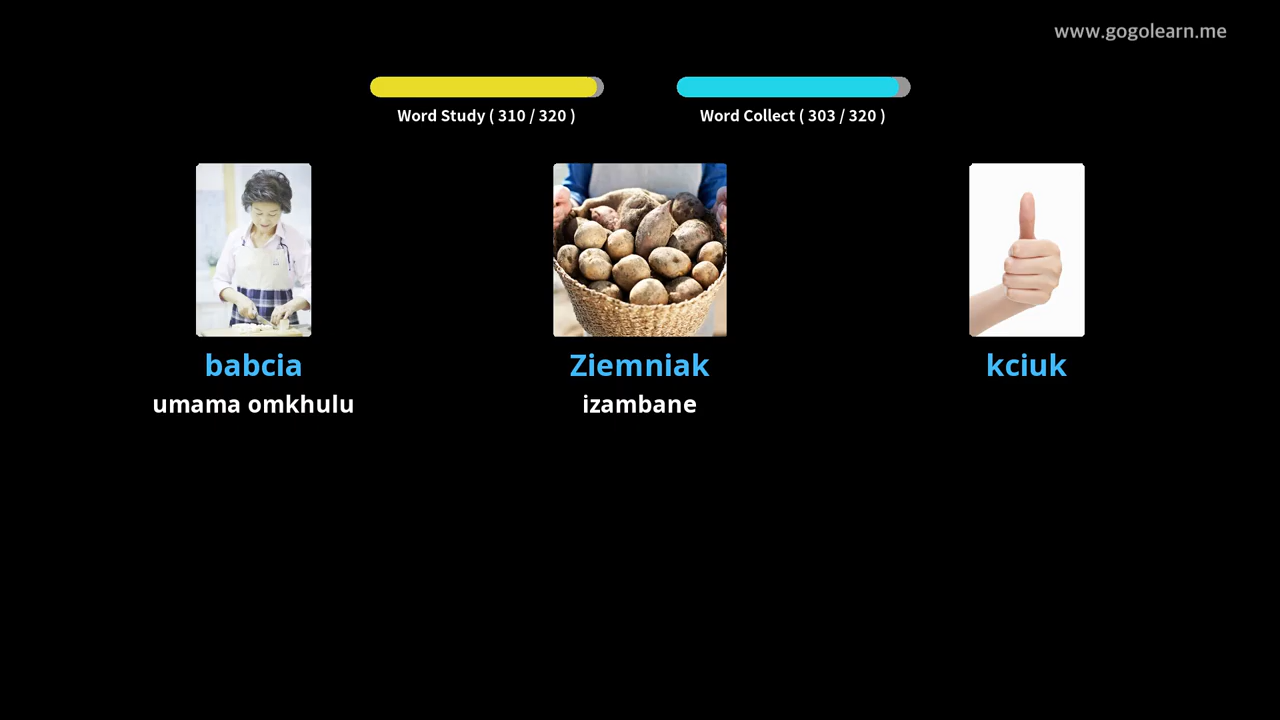 www.gogolearn.me
Word Study ( 310 / 320 )
Word Collect ( 303 / 320 )
babcia
Ziemniak
kciuk
umama omkhulu
izambane